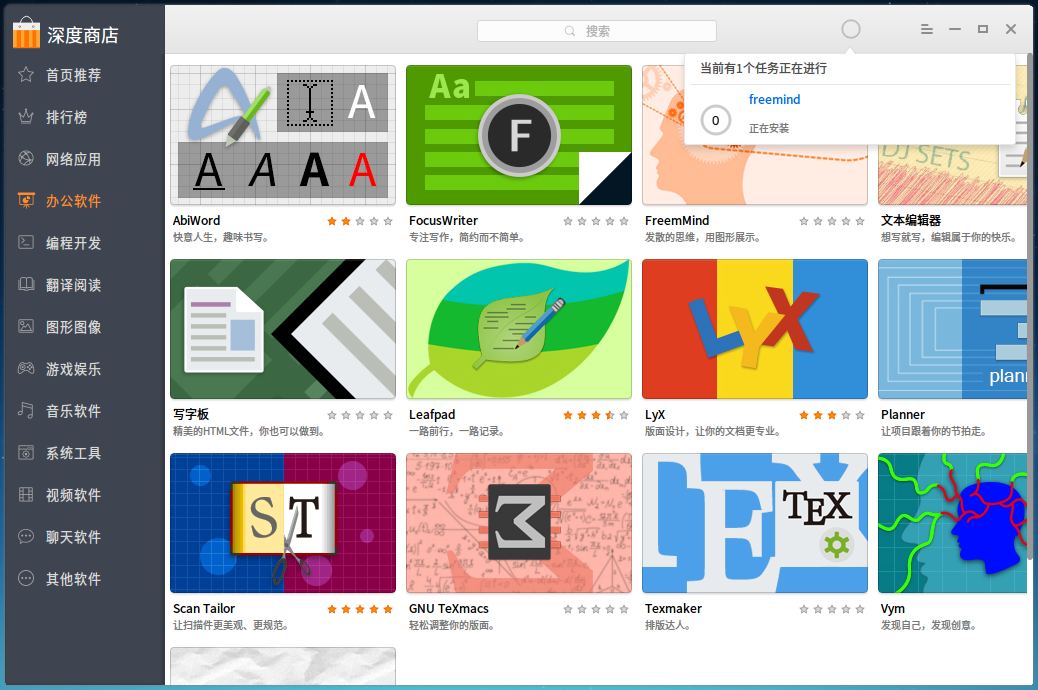 深度商店
搜索
首页推荐
排行榜
网络应用
办公软件
编程开发
翻译阅读
图形图像
游戏娱乐
音乐软件
系统工具
视频软件
聊天软件
其他软件
当前有1个任务正在进行
freemind
0
正在安装
A
A A A A
AbiWord
快意人生，趣味书写。
Aa
F
FocusWriter
专注写作，简约而不简单。
FreemMind
发散的思维，用图形展示。
DJ SETS
文本编辑器
想写就写，编辑属于你的快乐。
写字板
精美的HTML文件，你也可以做到。
Leafpad
一路前行，一路记录。
LYX
LyX
版面设计，让你的文档更专业。
plann
Planner
让项目跟着你的节拍走。
ST
Scan Tailor
让扫描件更美观、更规范。
GNU TeXmacs
轻松调整你的版面。
TEX
Texmaker
排版达人。
Vym
发现自己，发现创意。